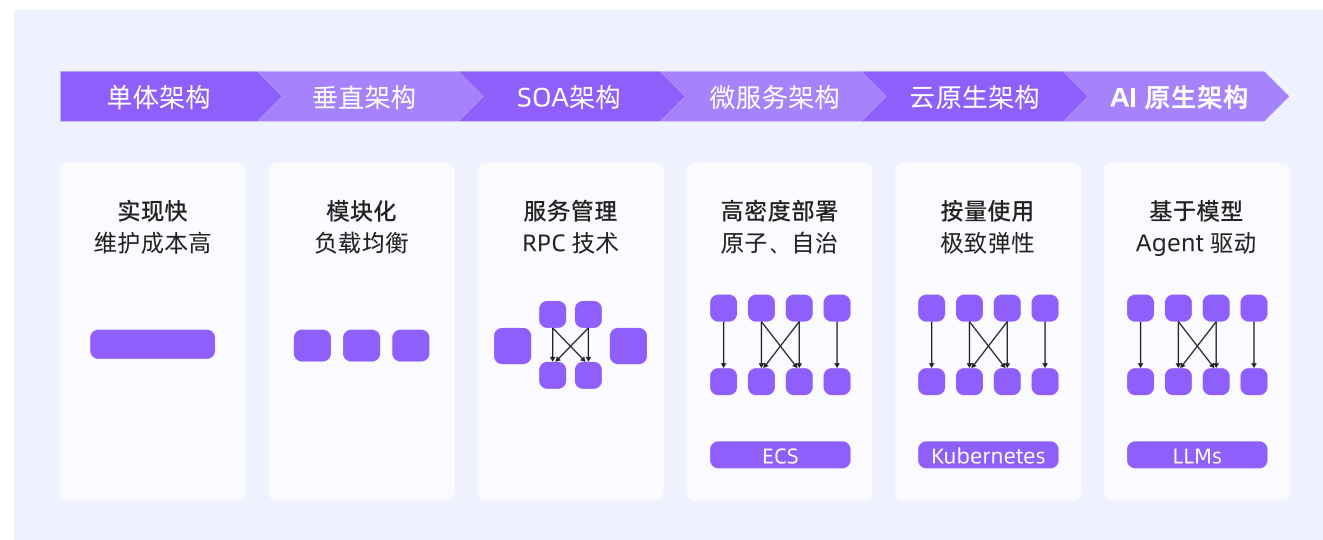 单体架构
垂直架构
SOA架构
微服务架构
云原生架构
AI 原生架构
实现快
维护成本高
模块化
负载均衡
服务管理
RPC 技术
高密度部署
原子、自治
ECS
按量使用
极致弹性
Kubernetes
基于模型
Agent 驱动
LLMs